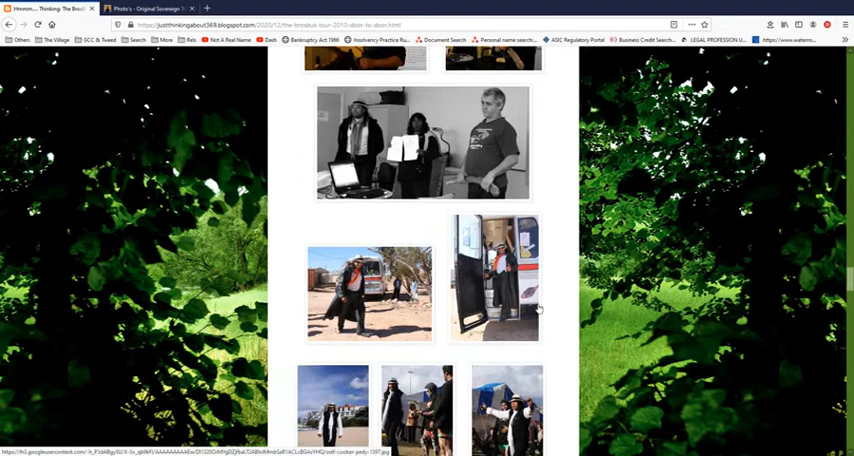 Hmmm.... Thinking: The Brosb
Photo's - Original Sovereign T
https://justthinkingabout369.blogspot.com/2020/12/the-brosbus-tour-2010-door-to-door.html
Others The Village GCC & Tweed Search More Rels Not A Real Name Dash Bankruptcy Act 1966 Insolvency Practice Ru... Document Search Personal name search... ASIC Regulatory Portal Business Credit Search... LEGAL PROFESSION U... https://www.waterns...